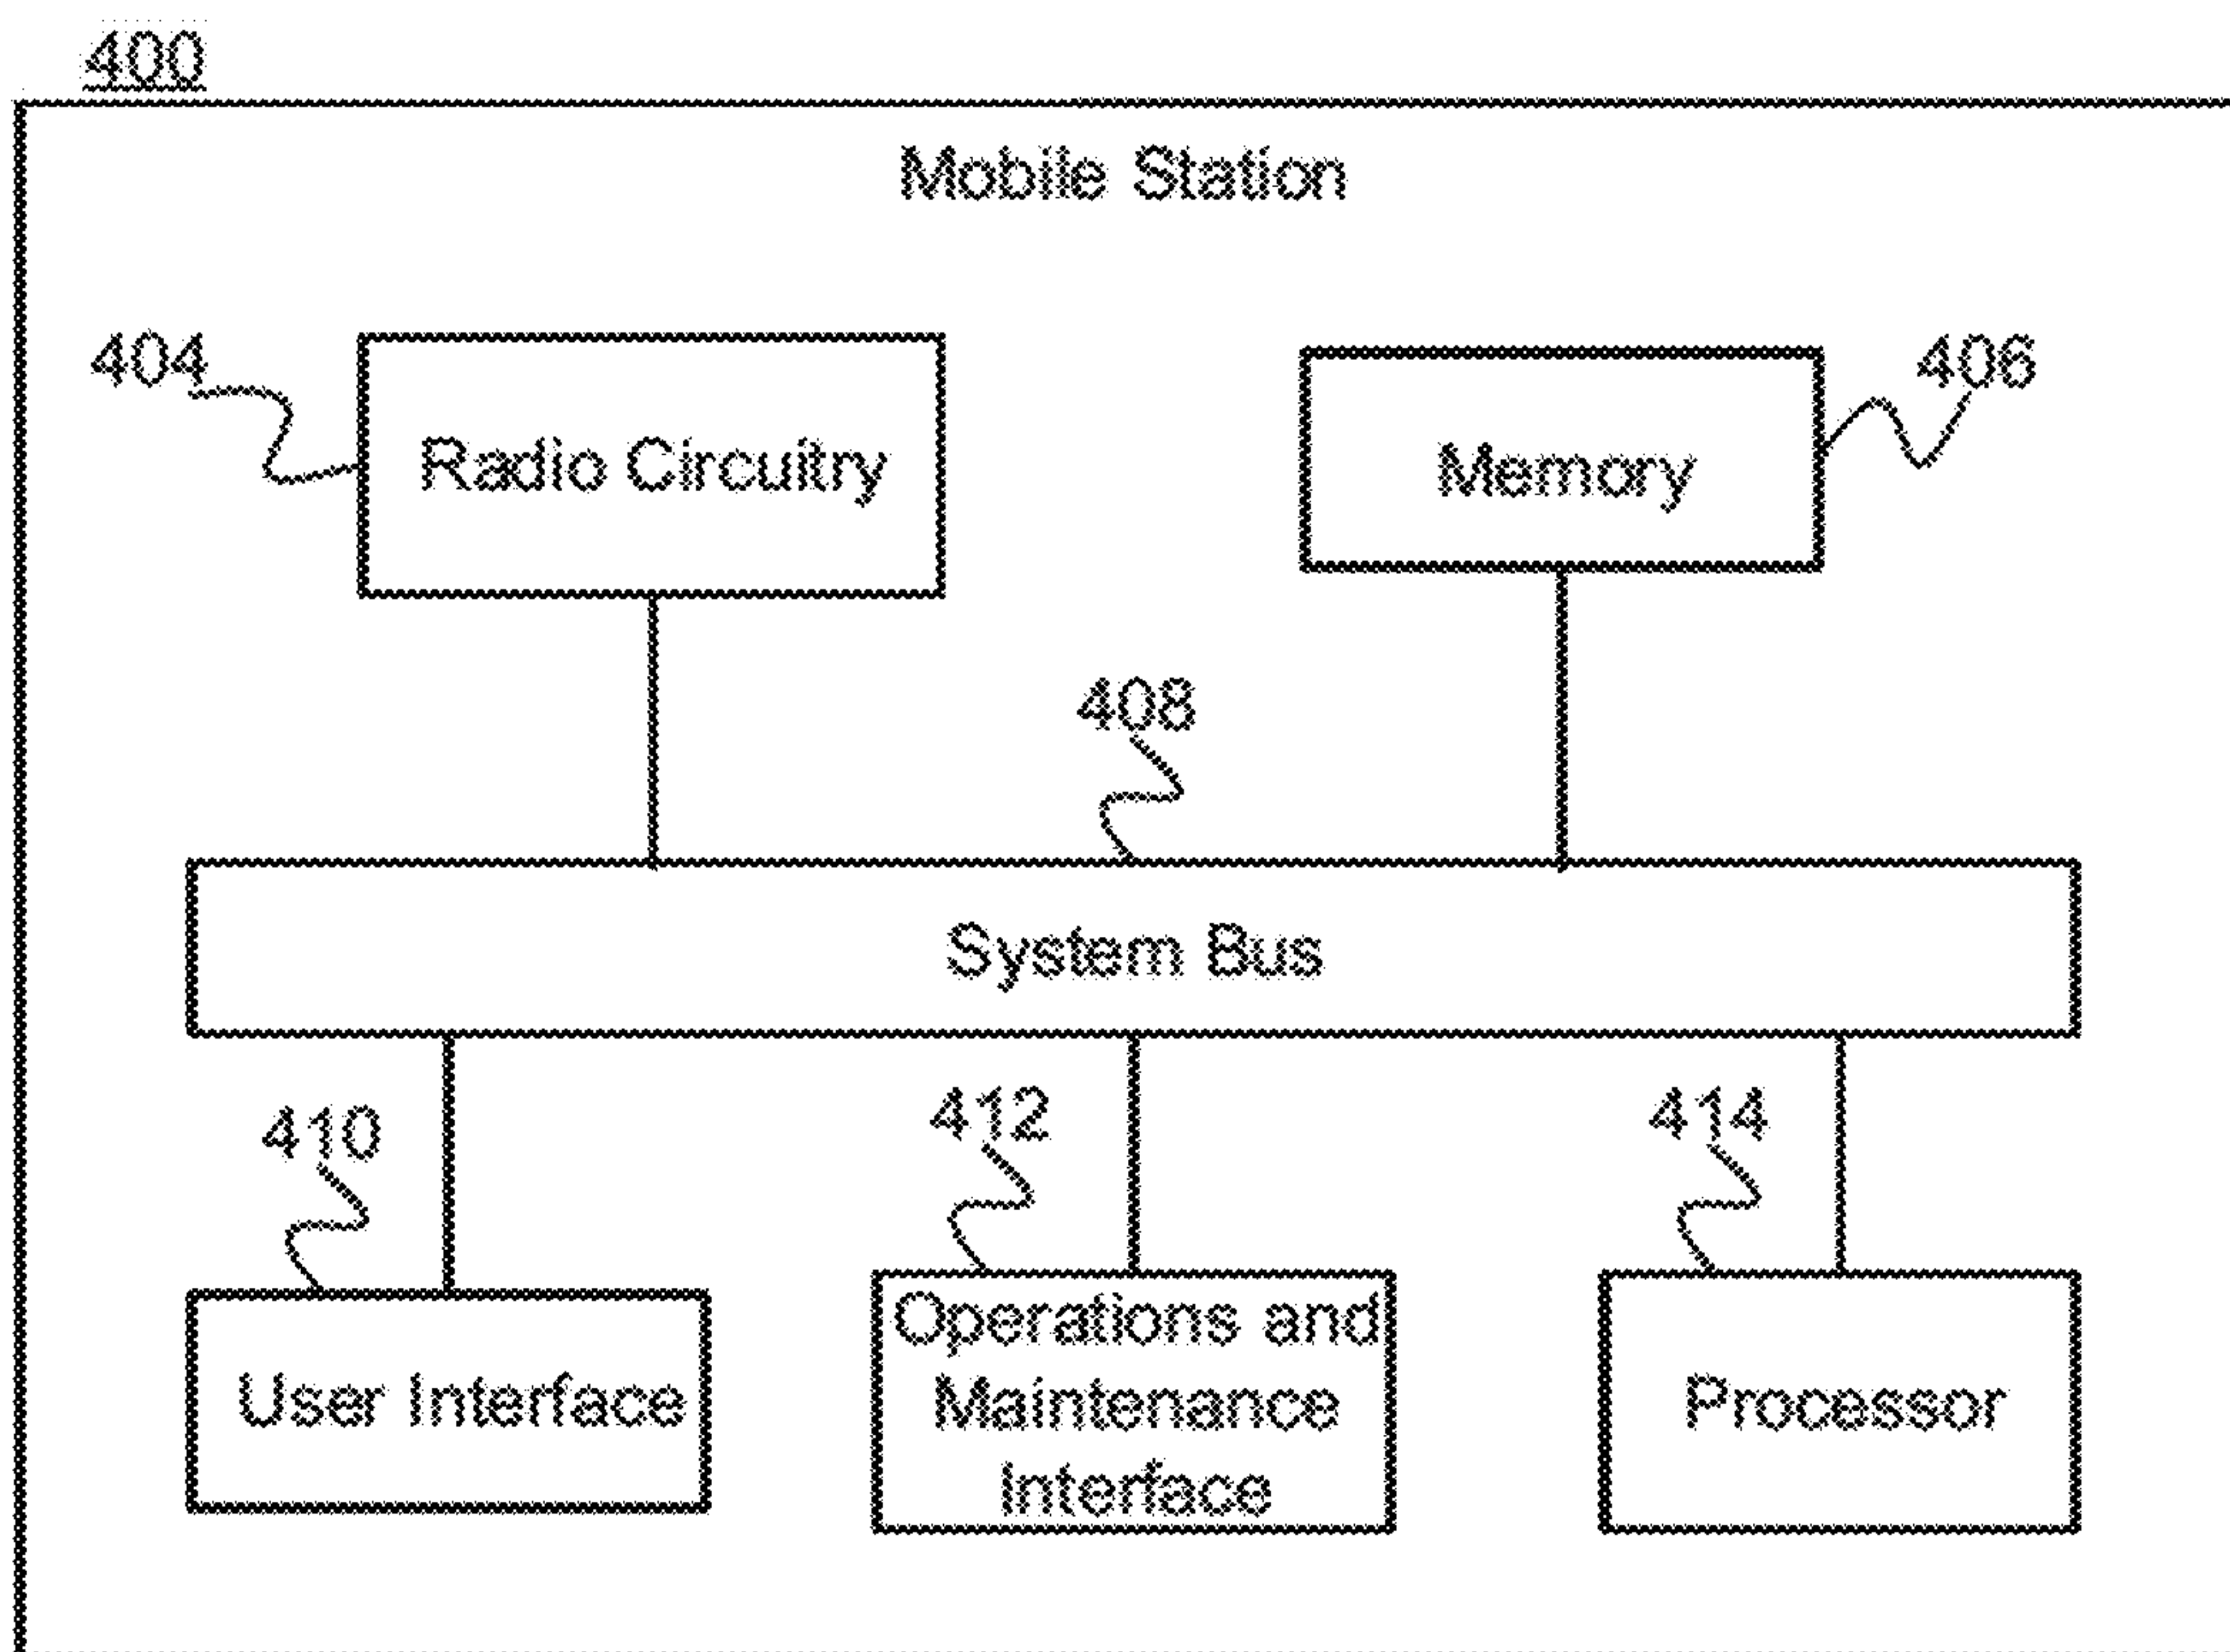 400
Mobile Station
404
406
Radio Circuitry
Memory
408
System Bus
410
412
414
User Interface
Operations and
Maintenance
Interface
Processor